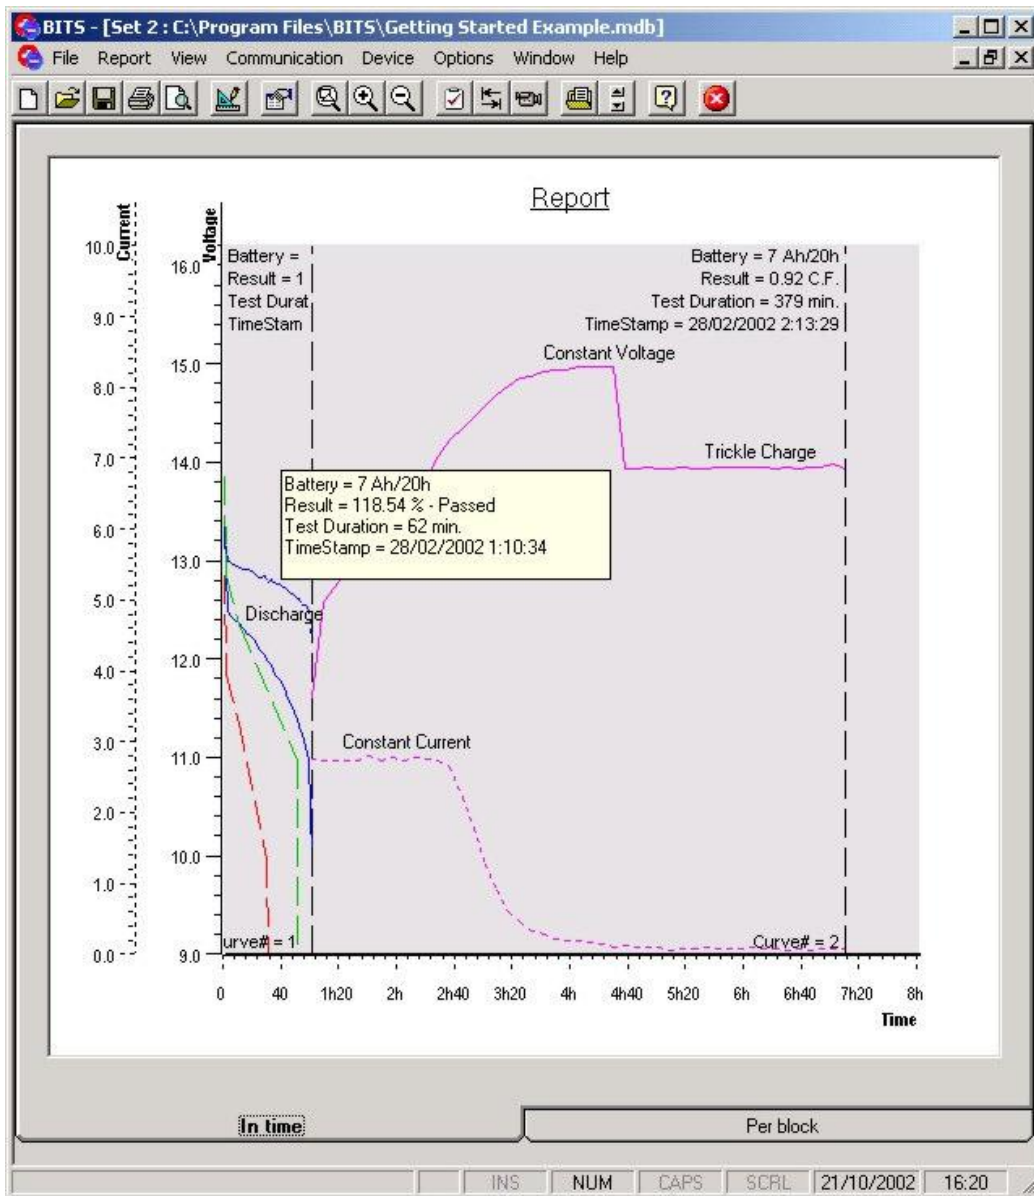 BITS - [Set 2 : C:\Program Files\BITS\Getting Started Example.mdb]
File Report View Communication Device Options Window Help
Report
Current
Voltage
10.0
9.0
8.0
7.0
6.0
5.0
4.0
3.0
2.0
1.0
0.0
16.0
15.0
14.0
13.0
12.0
11.0
10.0
9.0
Battery =
Result = 1
Test Durat
TimeStam
Battery = 7 Ah/20h
Result = 0.92 C.F.
Test Duration = 379 min.
TimeStamp = 28/02/2002 2:13:29
Constant Voltage
Trickle Charge
Battery = 7 Ah/20h
Result = 118.54 % - Passed
Test Duration = 62 min.
TimeStamp = 28/02/2002 1:10:34
Discharge
Constant Current
urve# = 1
Curve# = 2
0 40 1h20 2h 2h40 3h20 4h 4h40 5h20 6h 6h40 7h20 8h
Time
In time
Per block
INS NUM CAPS SCRL 21/10/2002 16:20